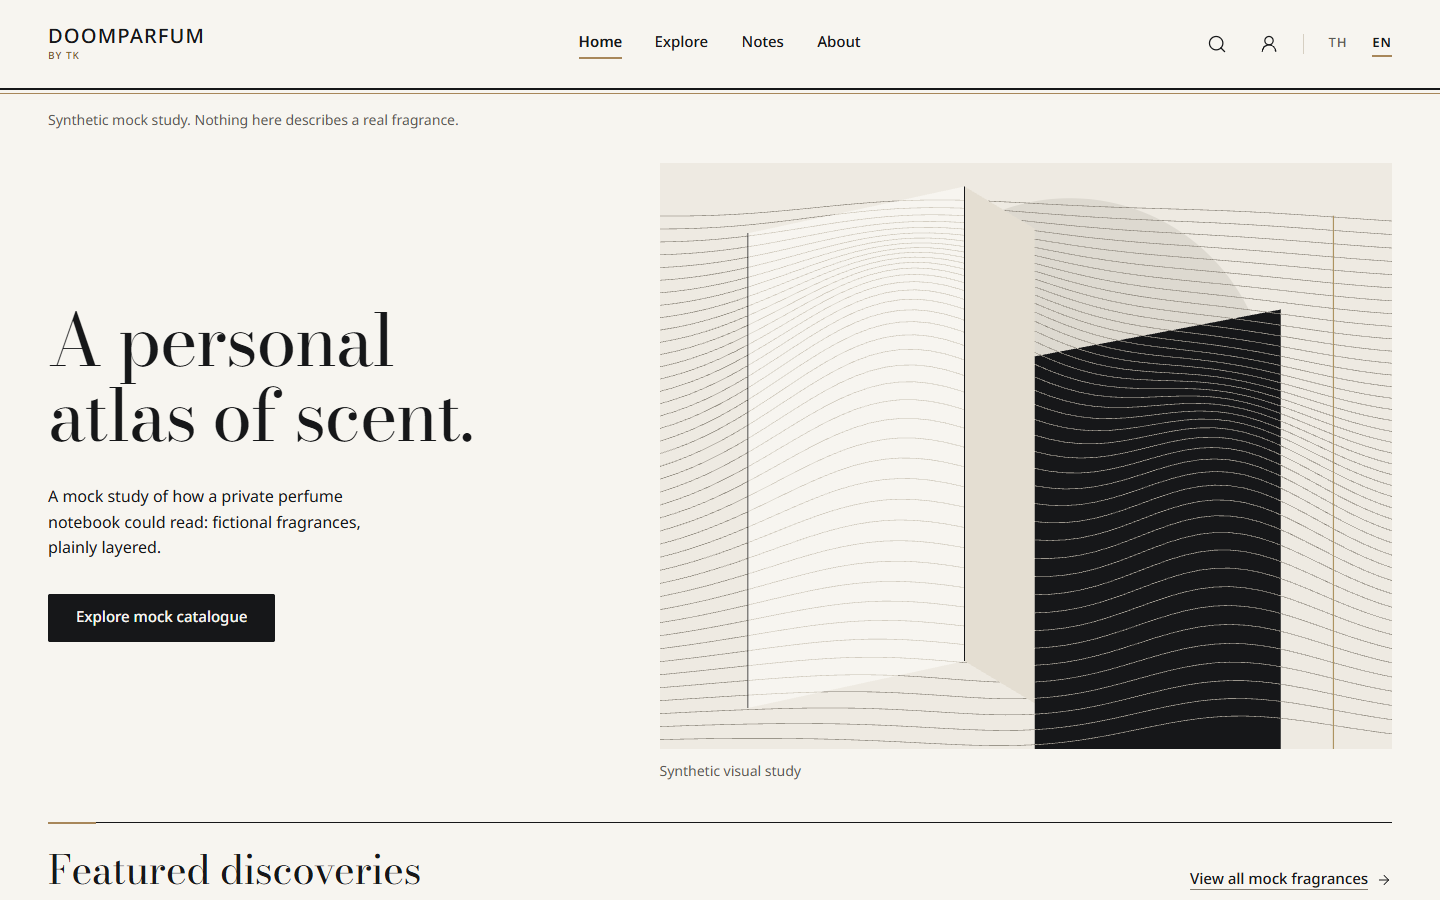 DOOMPARFUM
BY TK
Home
Explore
Notes
About
TH
EN
Synthetic mock study. Nothing here describes a real fragrance.
A personal
atlas of scent.
A mock study of how a private perfume
notebook could read: fictional fragrances,
plainly layered.
Explore mock catalogue
Synthetic visual study
Featured discoveries
View all mock fragrances